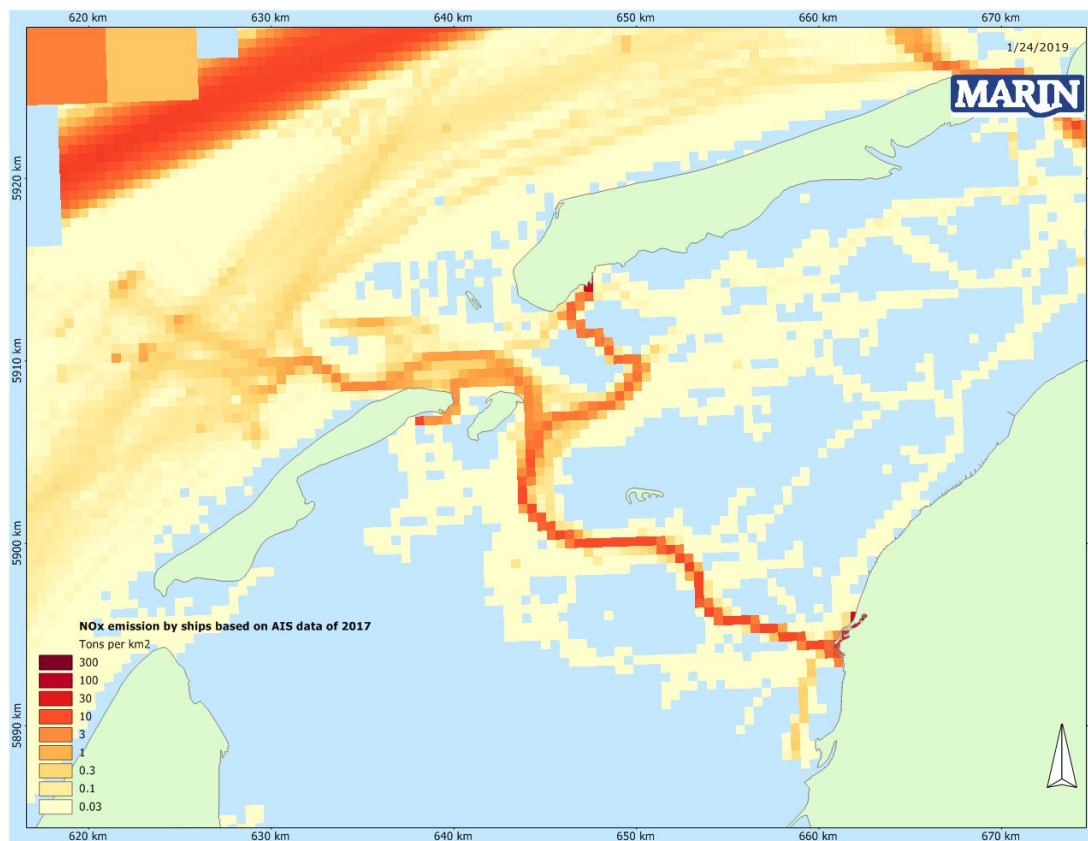 620 km 630 km 640 km 650 km 660 km 670 km
1/24/2019
MARIN
5920 km
5910 km
5900 km
5890 km
NOx emission by ships based on AIS data of 2017
Tons per km2
300
100
30
10
3
1
0.3
0.1
0.03
620 km 630 km 640 km 650 km 660 km 670 km